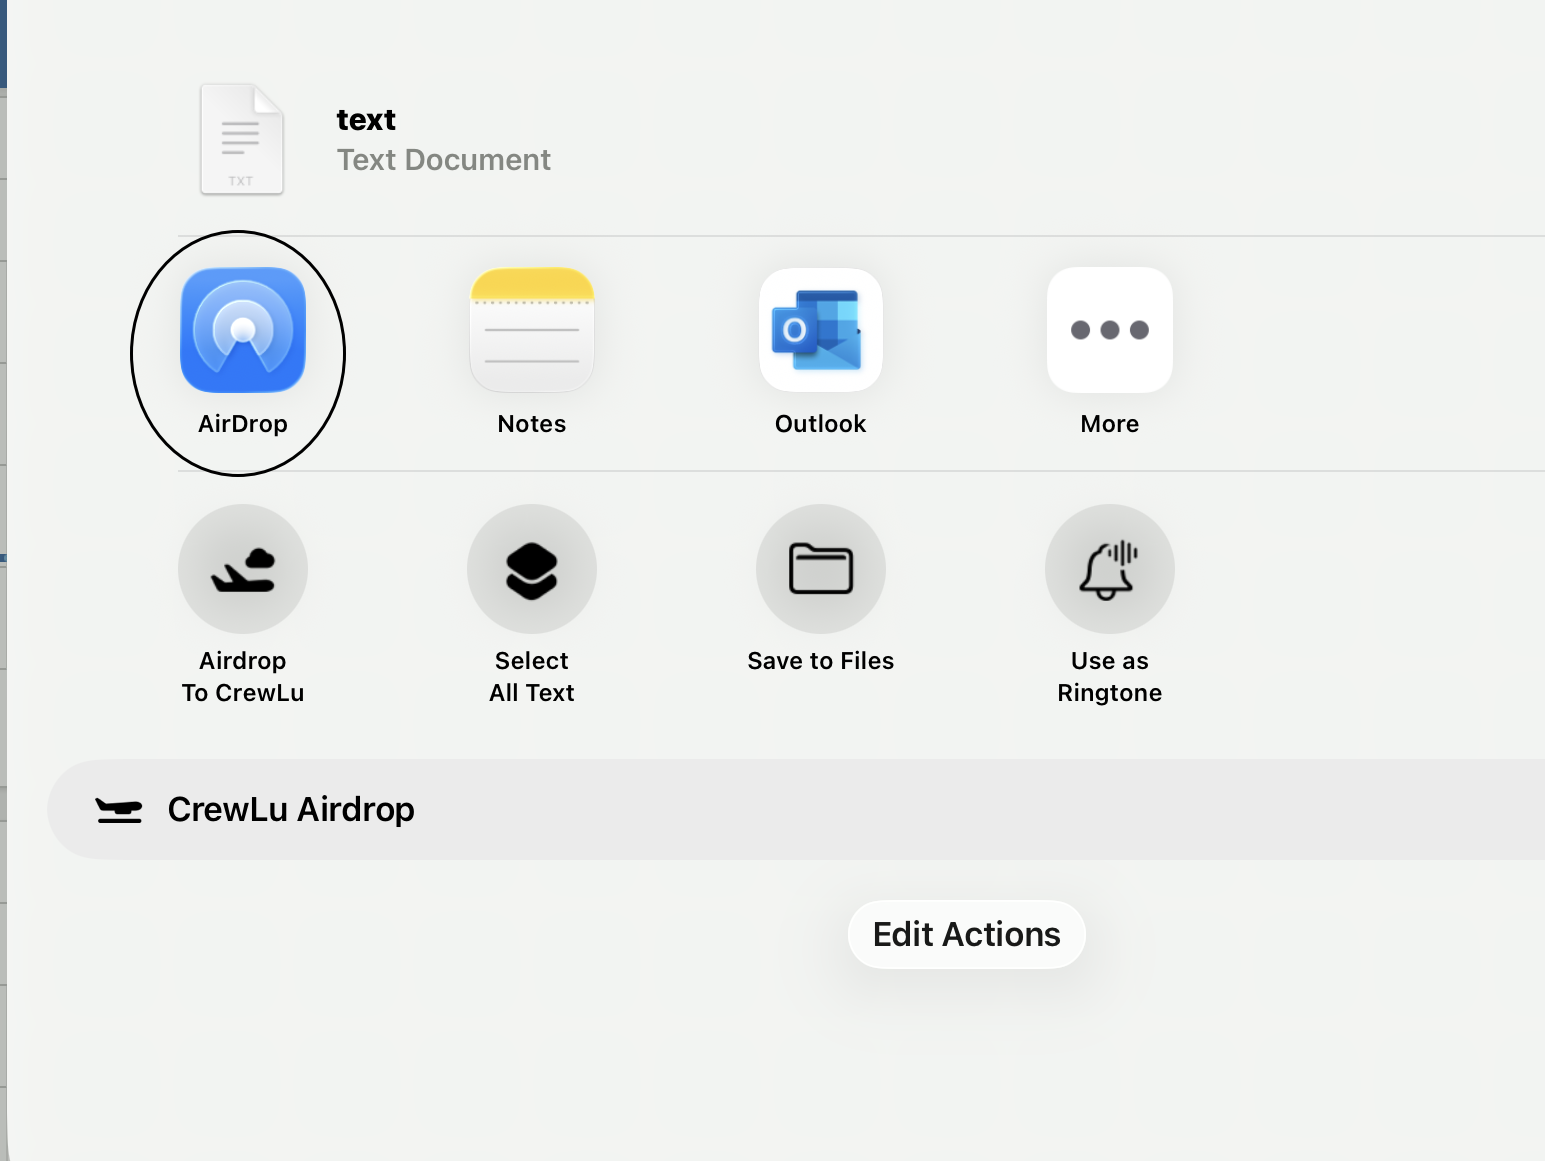 text
Text Document
TXT
AirDrop
Notes
O
Outlook
More
Airdrop
To CrewLu
Select
All Text
Save to Files
Use as
Ringtone
CrewLu Airdrop
Edit Actions